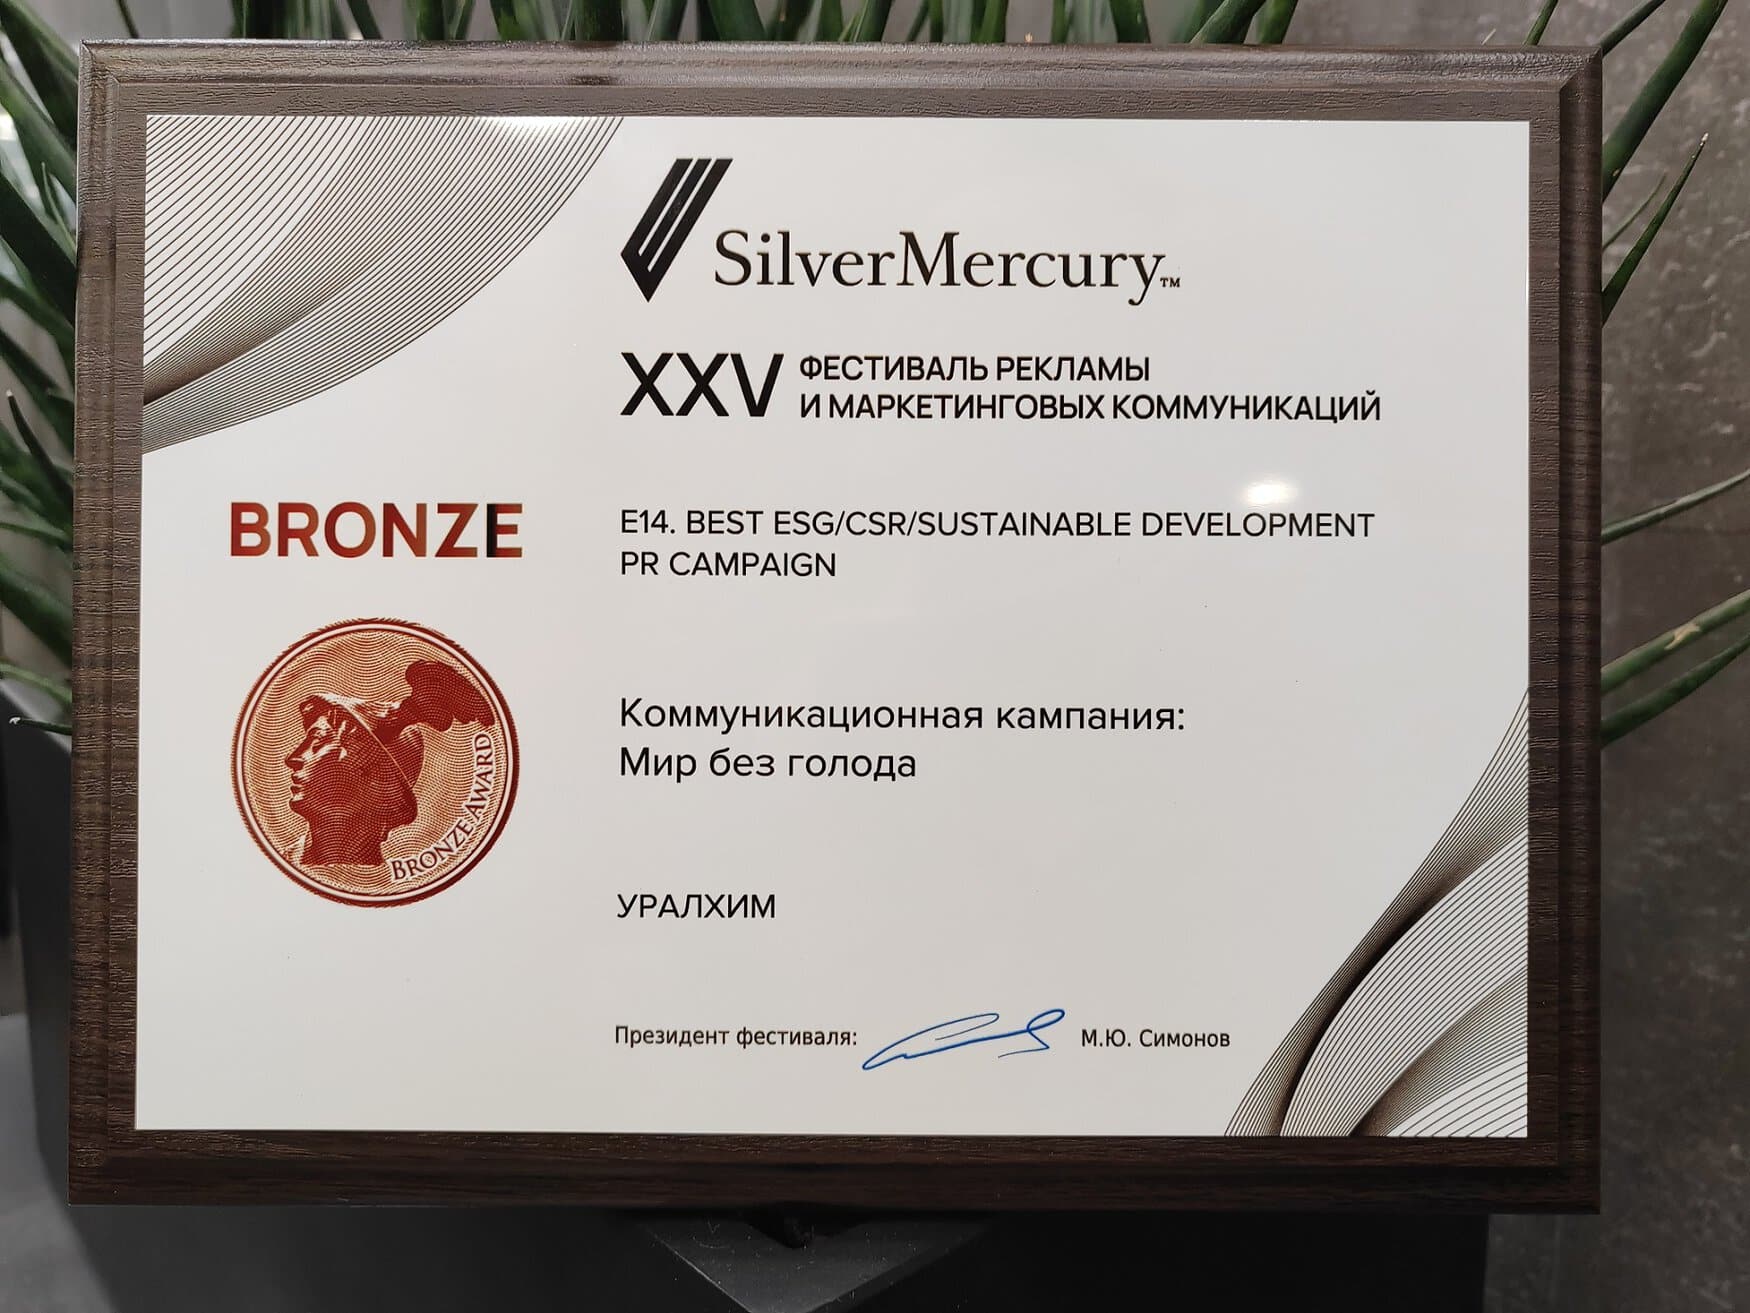 SilverMercury™
XXV ФЕСТИВАЛЬ РЕКЛАМЫ
И МАРКЕТИНГОВЫХ КОММУНИКАЦИЙ
BRONZE
E14. BEST ESG/CSR/SUSTAINABLE DEVELOPMENT
PR CAMPAIGN
Коммуникационная кампания:
Мир без голода
BRONZE AWARD
УРАЛХИМ
Президент фестиваля: М.Ю. Симонов